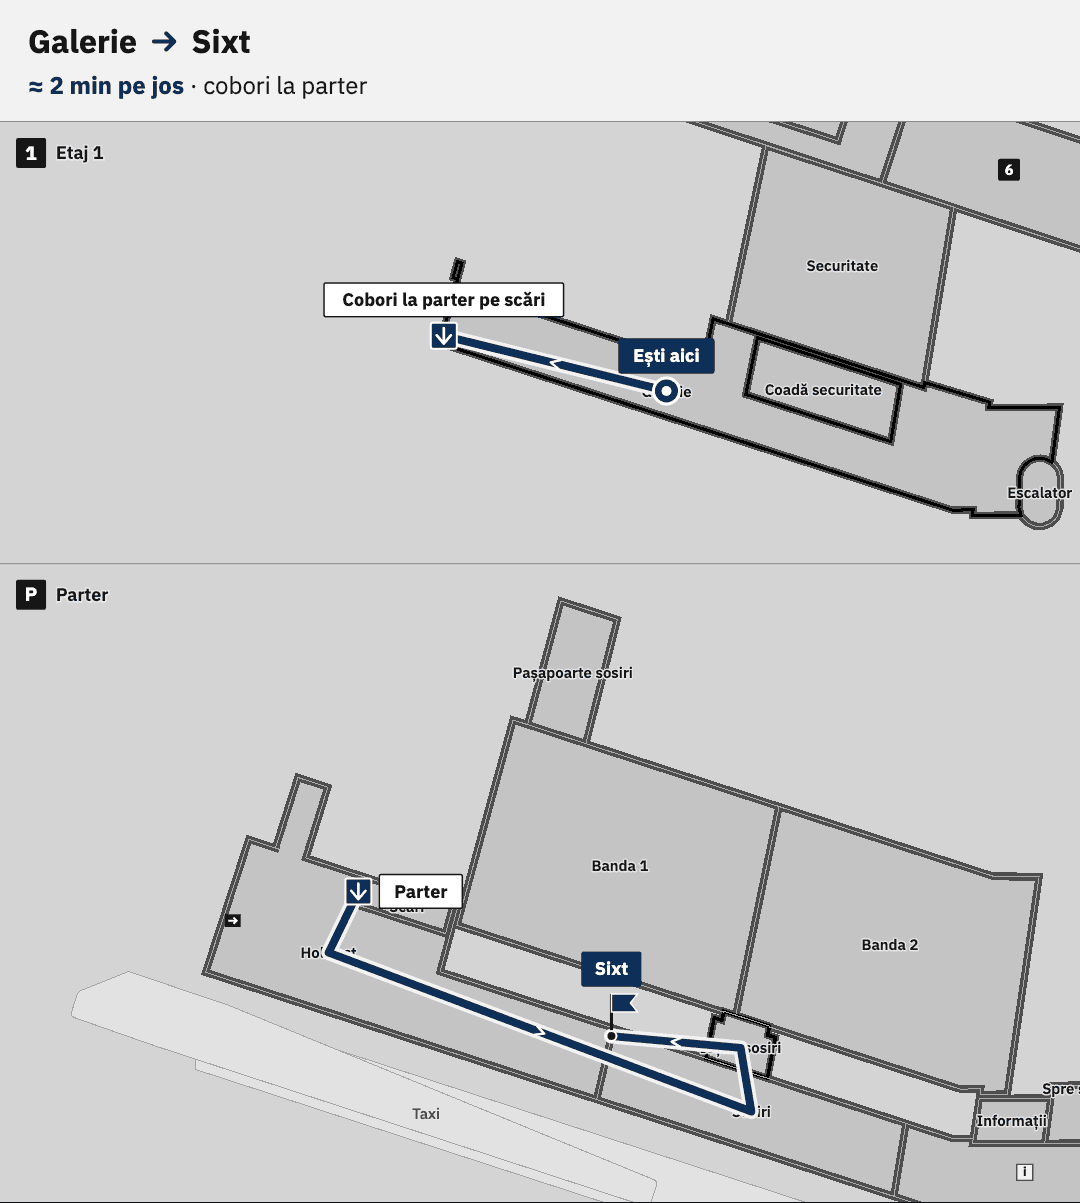 Galerie → Sixt
≈ 2 min pe jos · cobori la parter
1 Etaj 1
6
Securitate
Cobori la parter pe scări
Ești aici
Coadă securitate
Escalator
P Parter
Pașapoarte sosiri
Banda 1
Parter
Banda 2
Sixt
Taxi
Informații
i